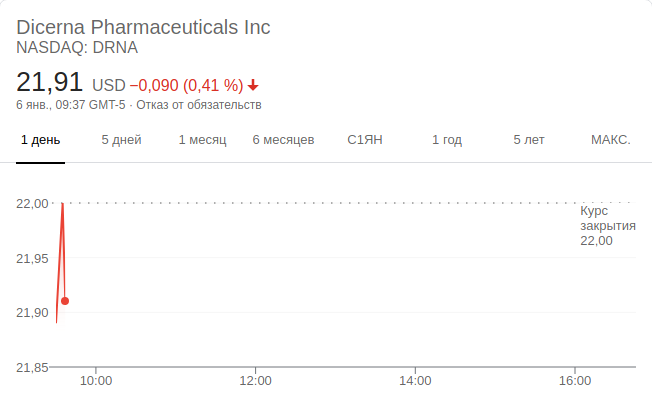 Dicerna Pharmaceuticals Inc
NASDAQ: DRNA
21,91 USD −0,090 (0,41 %)
6 янв., 09:37 GMT-5 · Отказ от обязательств
1 день 5 дней 1 месяц 6 месяцев С1ЯН 1 год 5 лет МАКС.
22,00
Курс
закрытия
22,00
21,95
21,90
21,85
10:00 12:00 14:00 16:00